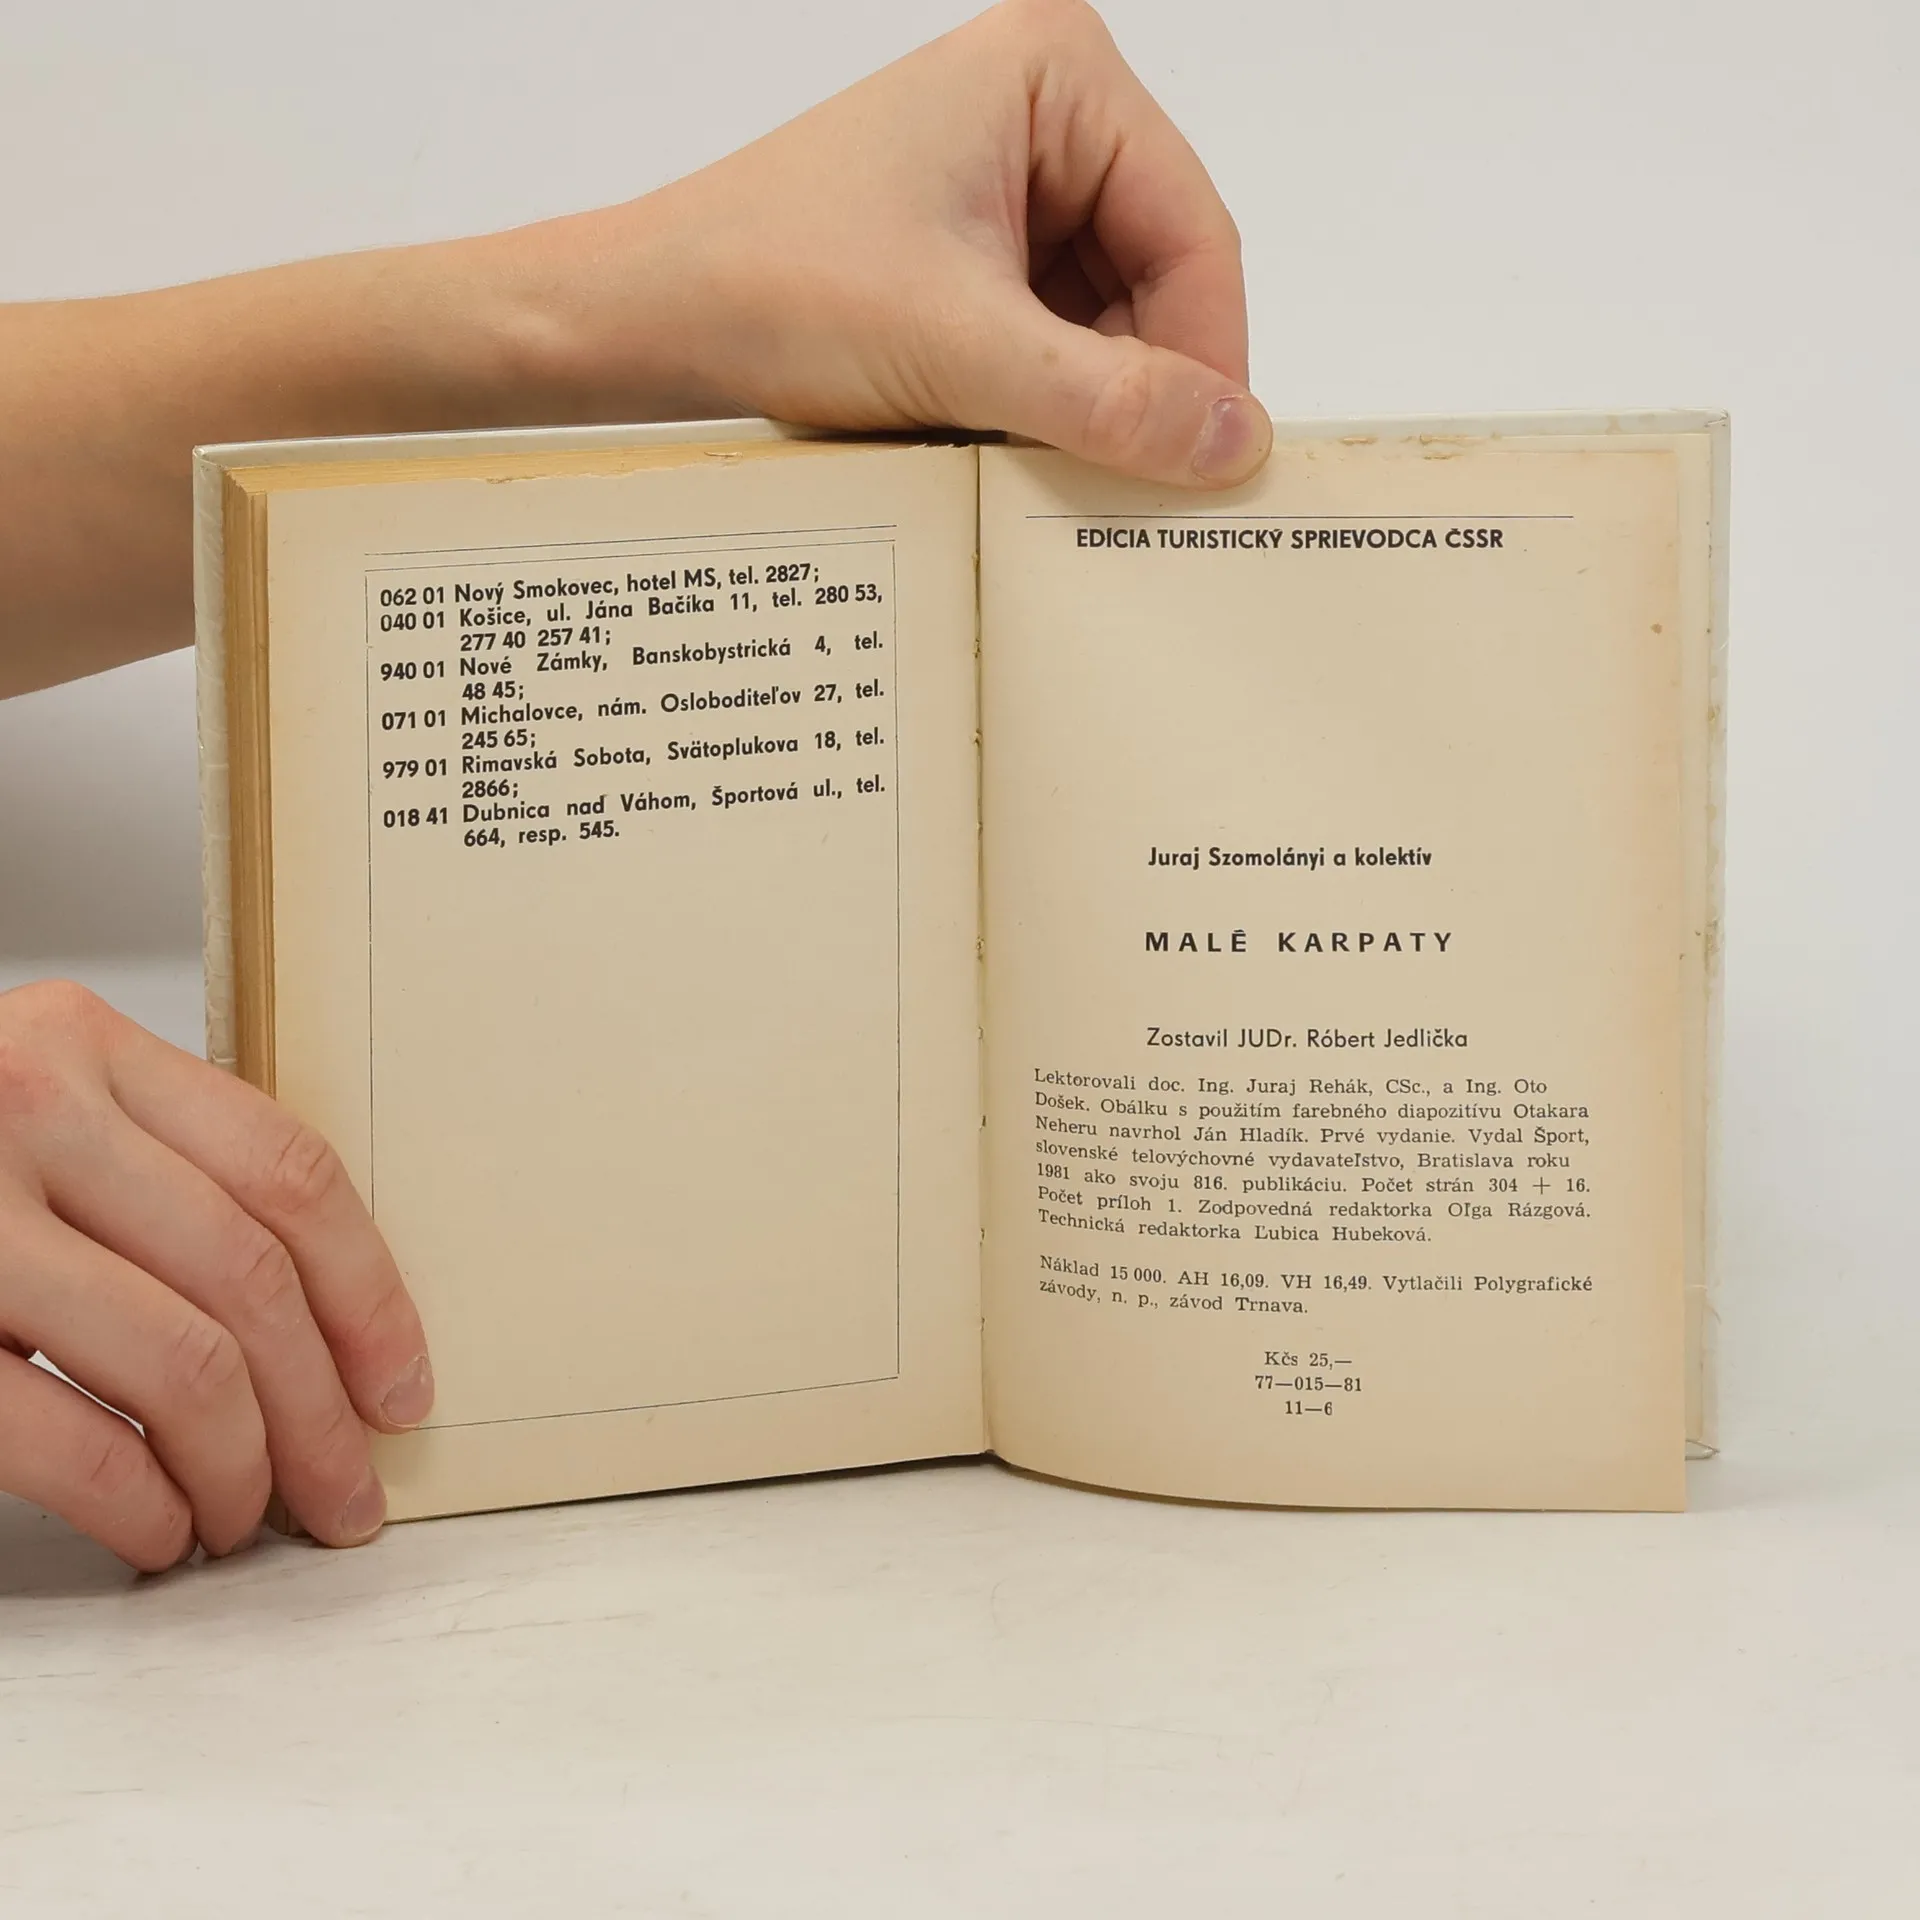 062 01 Nový Smokovec, hotel MS, tel. 2827;
040 01 Košice, ul. Jána Bačíka 11, tel. 280 53,
277 40 257 41;
940 01 Nové Zámky, Banskobystrická 4, tel.
48 45;
071 01 Michalovce, nám. Osloboditeľov 27, tel.
245 65;
979 01 Rimavská Sobota, Svätoplukova 18, tel.
2866;
018 41 Dubnica nad Váhom, Športová ul., tel.
664, resp. 545.
EDÍCIA TURISTICKÝ SPRIEVODCA ČSSR
Juraj Szomolányi a kolektív
MALÉ KARPATY
Zostavil JUDr. Róbert Jedlička
Lektorovali doc. Ing. Juraj Rehák, CSc., a Ing. Oto
Došek. Obálku s použitím farebného diapozitívu Otakara
Neheru navrhol Ján Hladík. Prvé vydanie. Vydal Šport,
slovenské telovýchovné vydavateľstvo, Bratislava roku
1981 ako svoju 816. publikáciu. Počet strán 304 + 16.
Počet príloh 1. Zodpovedná redaktorka Oľga Rázgová.
Technická redaktorka Ľubica Hubeková.
Náklad 15 000. AH 16,09. VH 16,49. Vytlačili Polygrafické
závody, n. p., závod Trnava.
Kčs 25,—
77—015—81
11—6